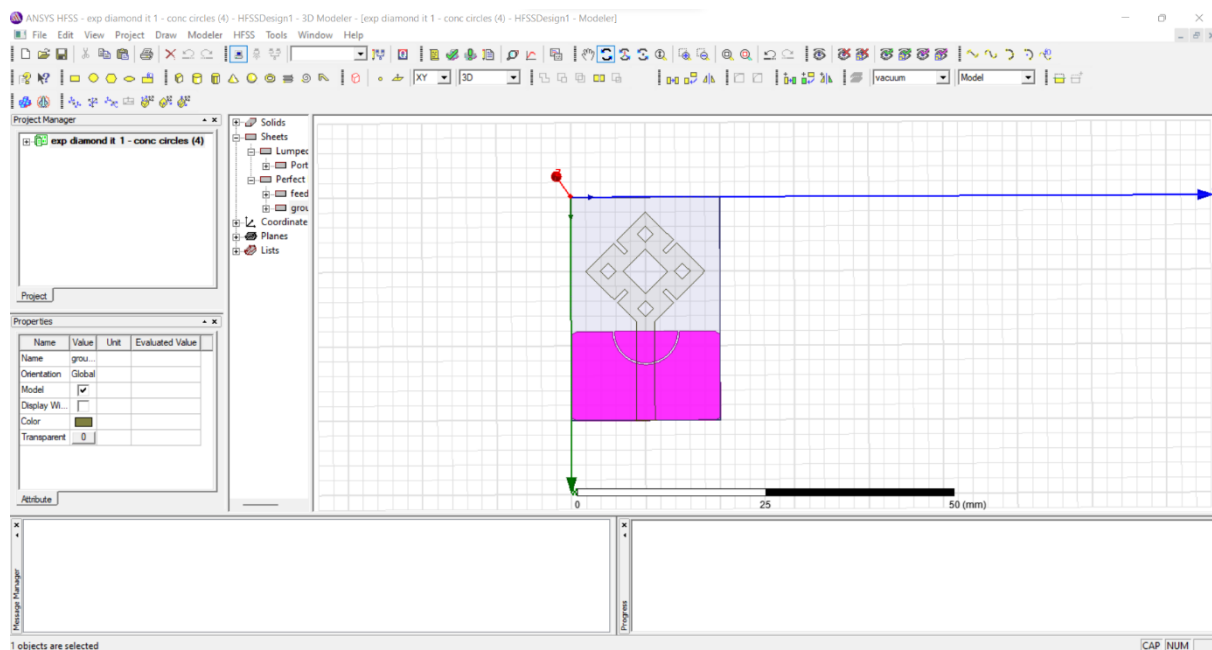 ANSYS HFSS - exp diamond it 1 - conc circles (4) - HFSSDesign1 - 3D Modeler - [exp diamond it 1 - conc circles (4) - HFSSDesign1 - Modeler]
File Edit View Project Draw Modeler HFSS Tools Window Help
XY 3D vacuum Model
Project Manager
exp diamond it 1 - conc circles (4)
Project
Properties
Name Value Unit Evaluated Value
Name grou...
Orientation Global
Model
Display Wi...
Color
Transparent 0
Attribute
Solids
Sheets
Lumped
Port
Perfect
feed
grou
Coordinate
Planes
Lists
0 25 50 (mm)
Message Manager
Progress
1 objects are selected
CAP NUM